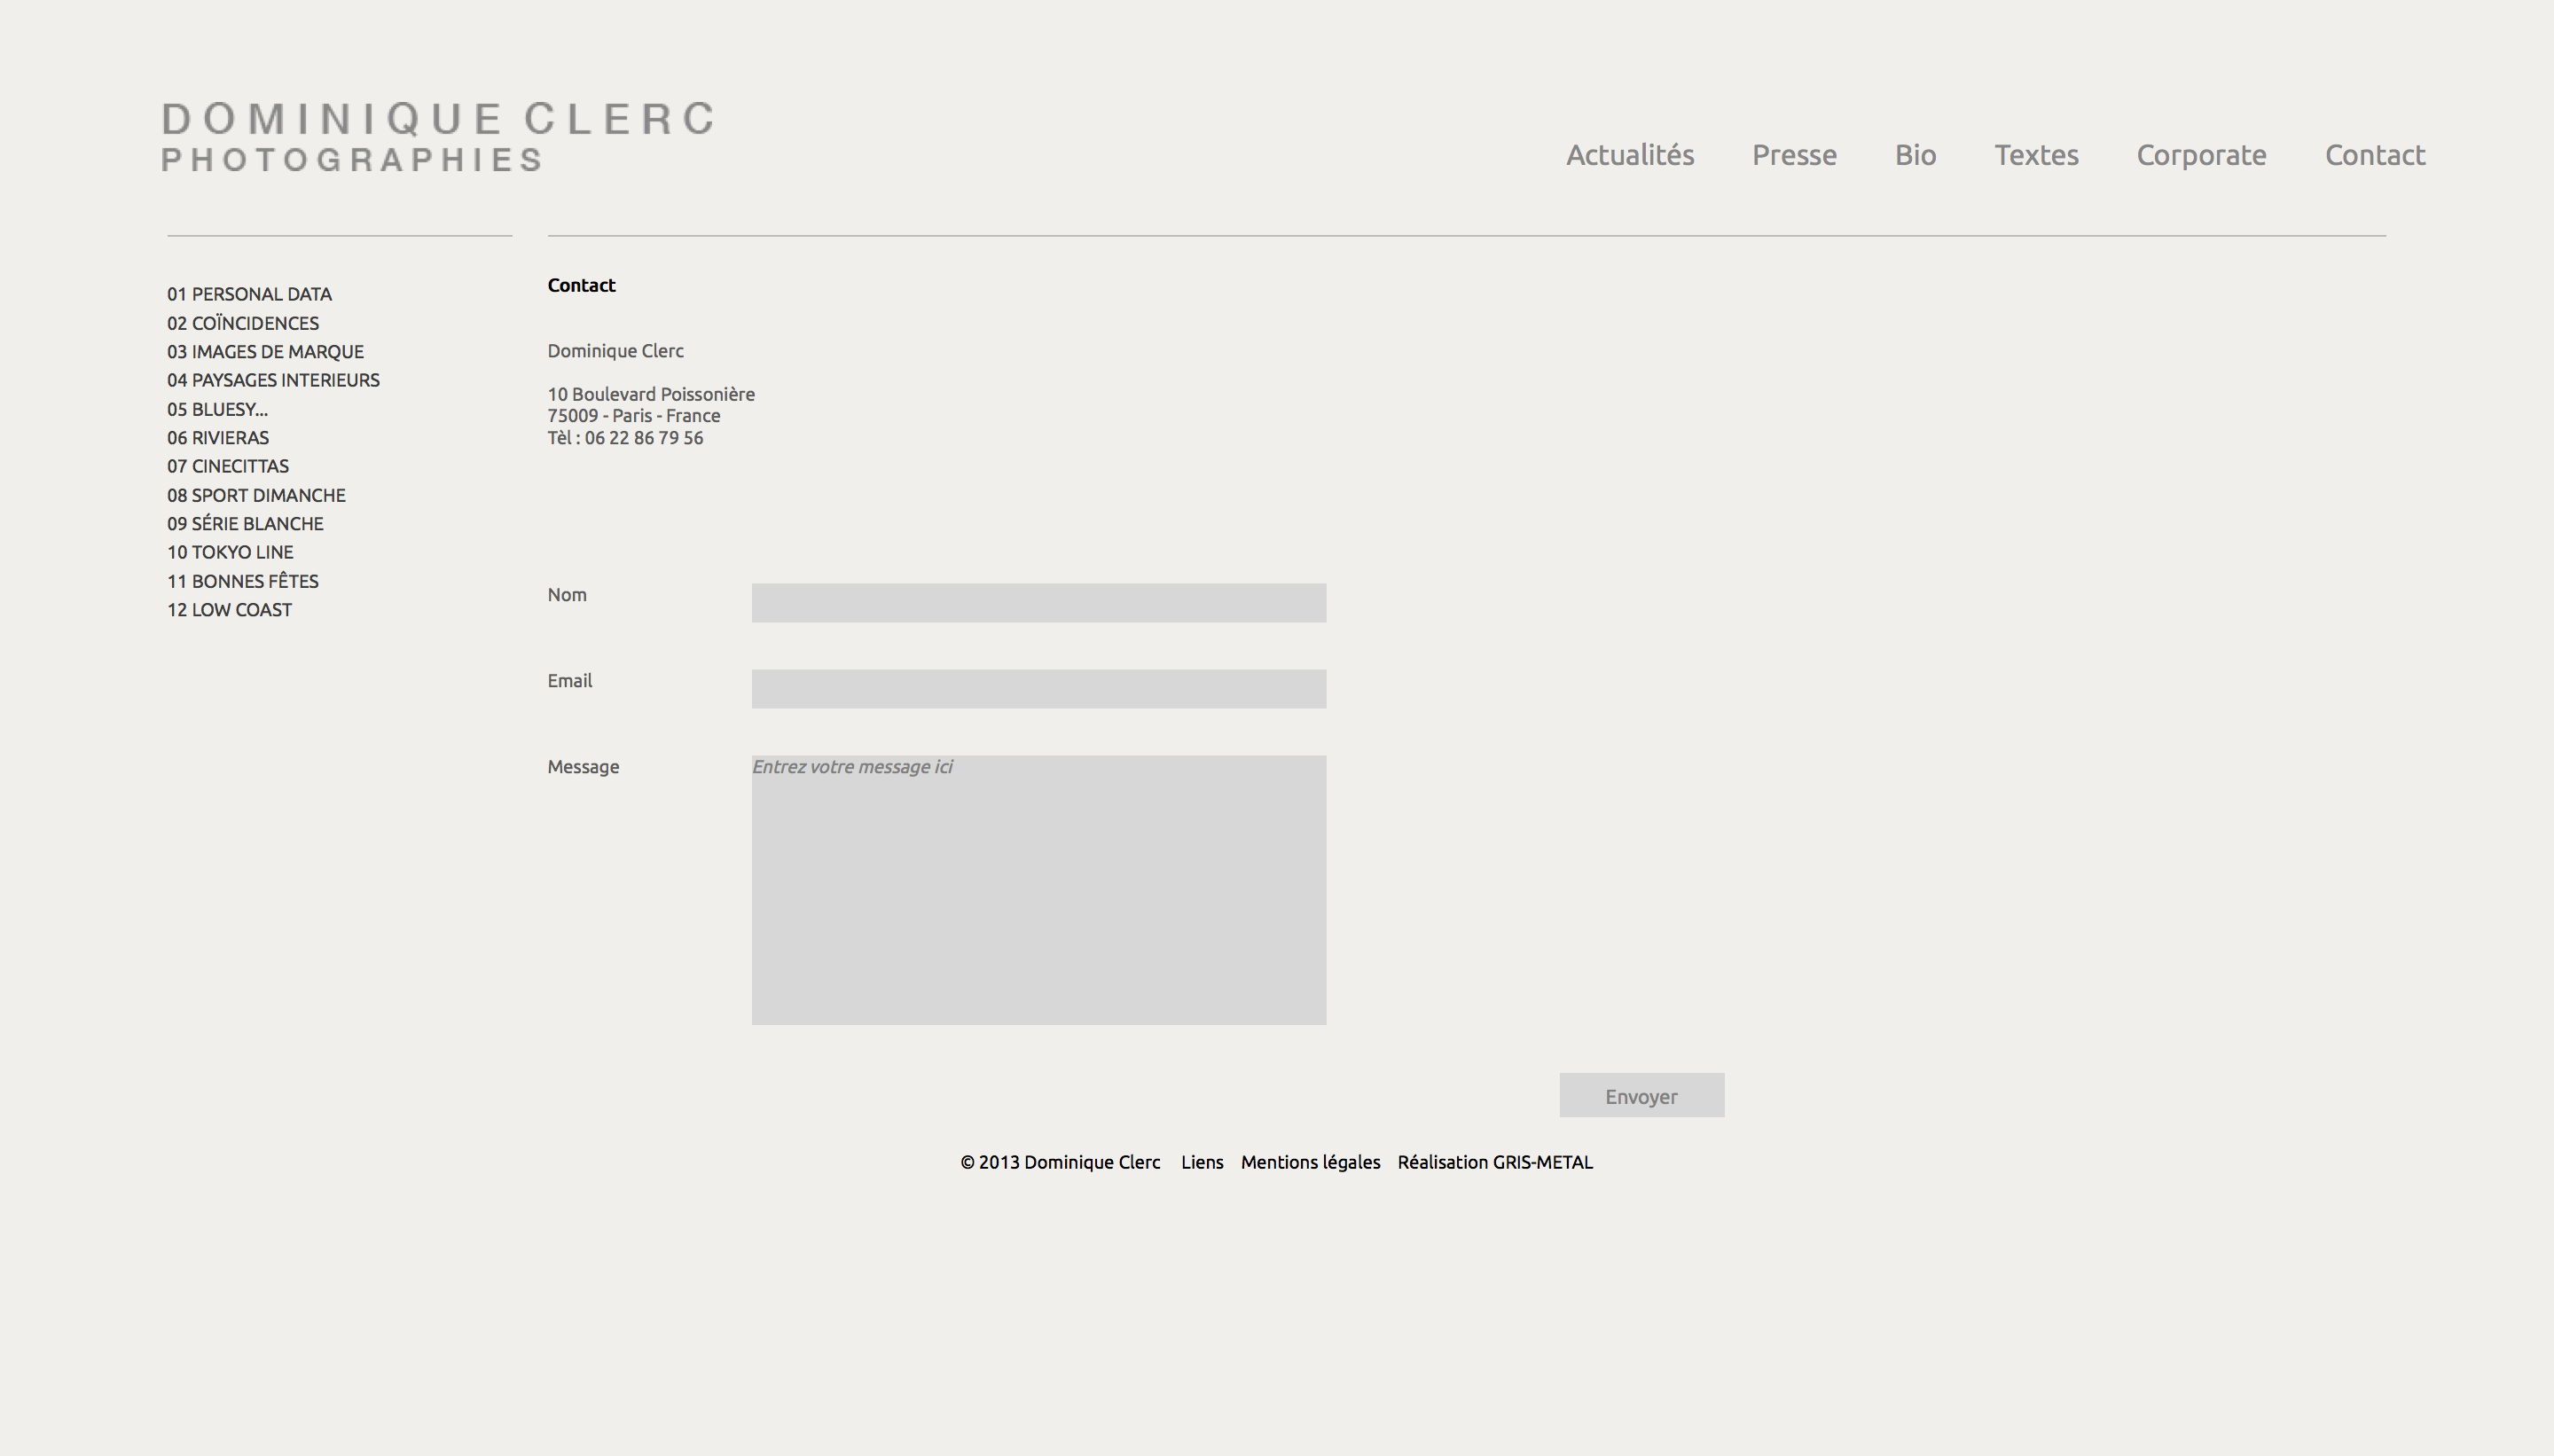 DOMINIQUE CLERC
PHOTOGRAPHIES
Actualités Presse Bio Textes Corporate Contact
01 PERSONAL DATA
02 COÏNCIDENCES
03 IMAGES DE MARQUE
04 PAYSAGES INTERIEURS
05 BLUESY...
06 RIVIERAS
07 CINECITTAS
08 SPORT DIMANCHE
09 SÉRIE BLANCHE
10 TOKYO LINE
11 BONNES FÊTES
12 LOW COAST
Contact
Dominique Clerc
10 Boulevard Poissonière
75009 - Paris - France
Tèl : 06 22 86 79 56
Nom
Email
Message
Entrez votre message ici
Envoyer
© 2013 Dominique Clerc Liens Mentions légales Réalisation GRIS-METAL